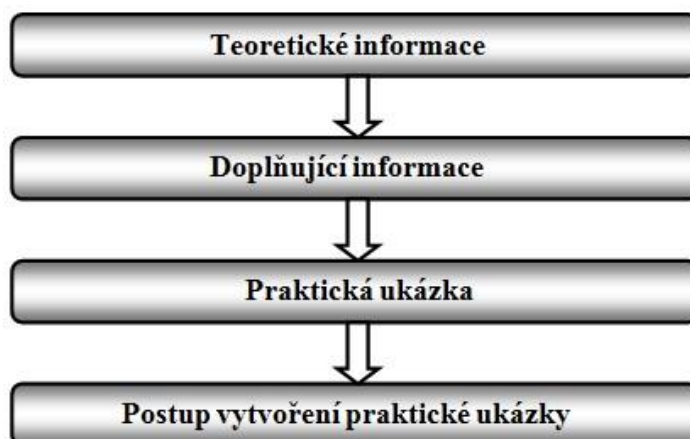 Teoretické informace
Doplňující informace
Praktická ukázka
Postup vytvoření praktické ukázky